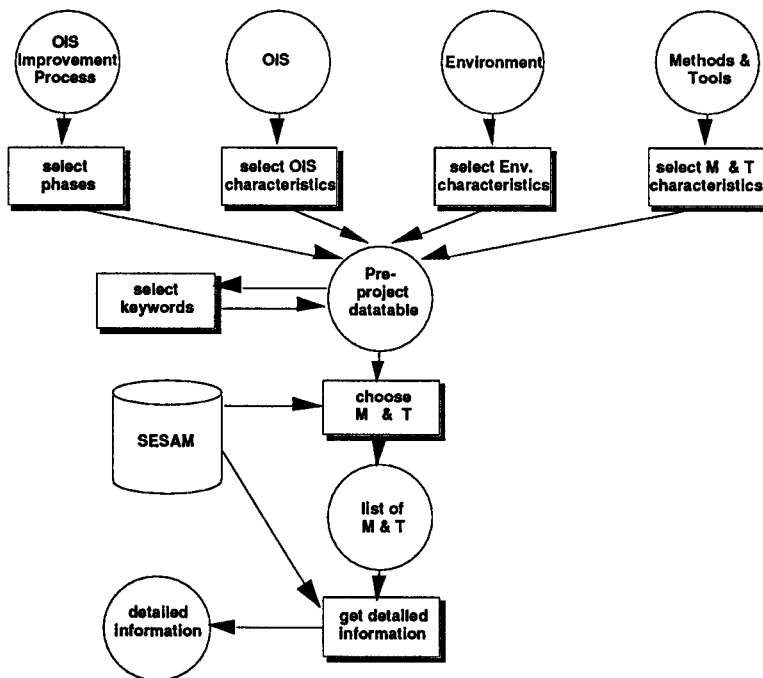 OIS
Improvement
Process
OIS
Environment
Methods &
Tools
select
phases
select OIS
characteristics
select Env.
characteristics
select M & T
characteristics
Pre-
project
datatable
select
keywords
choose
M & T
SESAM
list of
M & T
detailed
information
get detailed
information